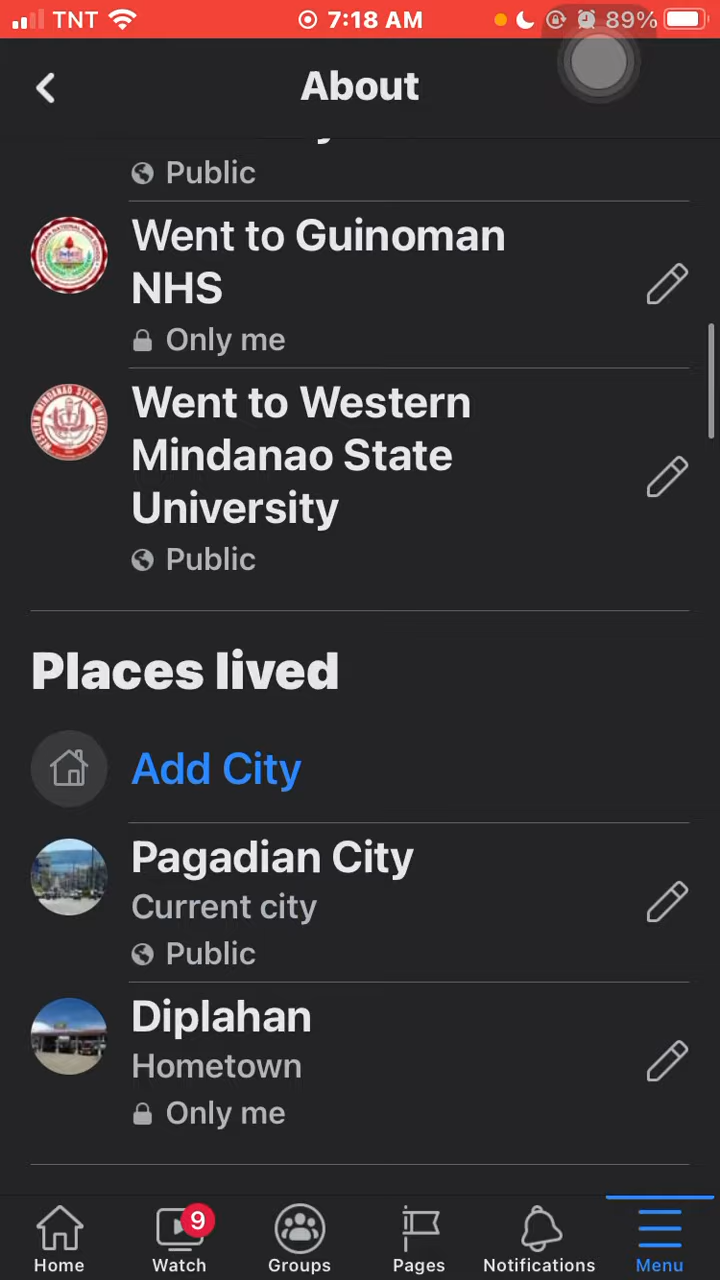 TNT 7:18 AM 89%
About
Public
Went to Guinoman
NHS
Only me
Went to Western
Mindanao State
University
Public
Places lived
Add City
Pagadian City
Current city
Public
Diplahan
Hometown
Only me
9
Home Watch Groups Pages Notifications Menu